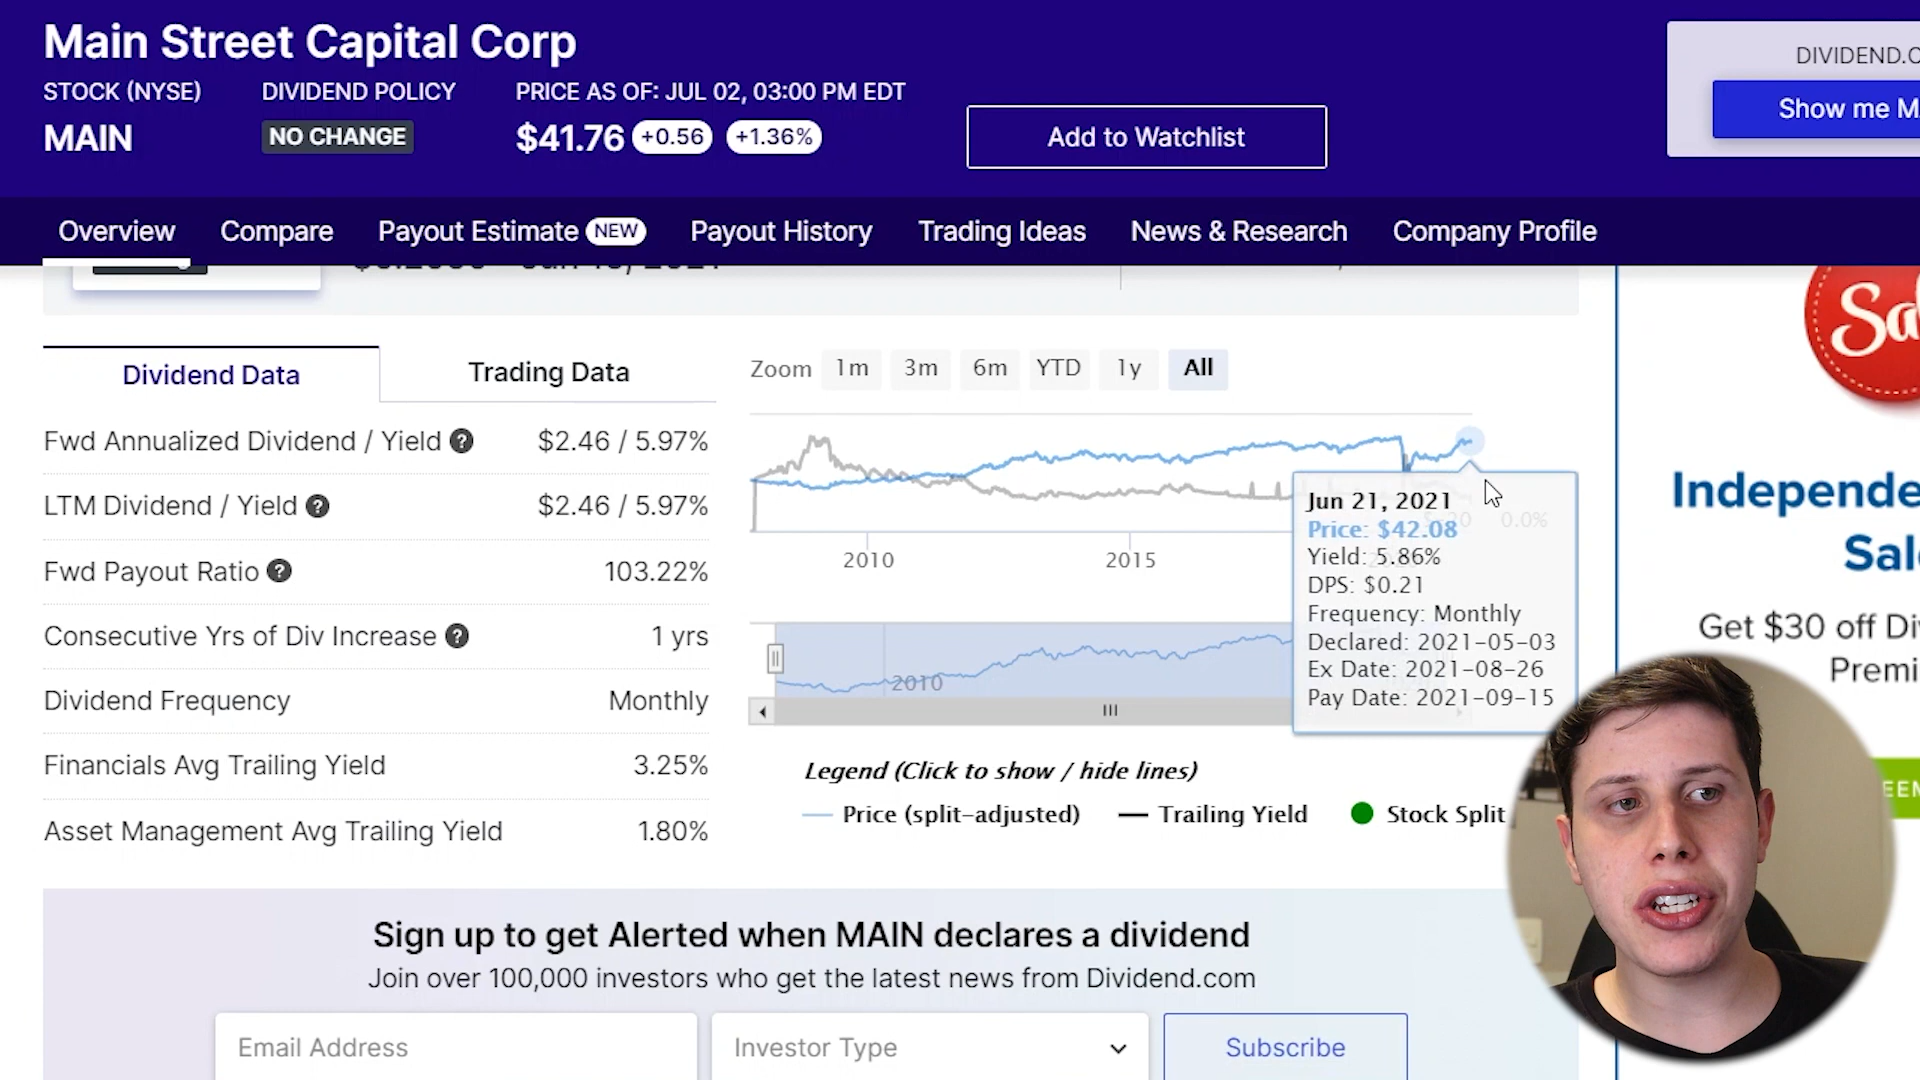 Main Street Capital Corp
STOCK (NYSE) DIVIDEND POLICY PRICE AS OF: JUL 02, 03:00 PM EDT
MAIN NO CHANGE $41.76 +0.56 +1.36%
Add to Watchlist
DIVIDEND.C
Show me M
Overview Compare Payout Estimate NEW Payout History Trading Ideas News & Research Company Profile
Dividend Data Trading Data
Fwd Annualized Dividend / Yield ? $2.46 / 5.97%
LTM Dividend / Yield ? $2.46 / 5.97%
Fwd Payout Ratio ? 103.22%
Consecutive Yrs of Div Increase ? 1 yrs
Dividend Frequency Monthly
Financials Avg Trailing Yield 3.25%
Asset Management Avg Trailing Yield 1.80%
Zoom 1m 3m 6m YTD 1y All
2010 2015
0.0%
Jun 21, 2021
Price: $42.08
Yield: 5.86%
DPS: $0.21
Frequency: Monthly
Declared: 2021-05-03
Ex Date: 2021-08-26
Pay Date: 2021-09-15
2010
Legend (Click to show / hide lines)
Price (split-adjusted) Trailing Yield Stock Split
Sa
Independe
Sal
Get $30 off Di
Premi
EEM
Sign up to get Alerted when MAIN declares a dividend
Join over 100,000 investors who get the latest news from Dividend.com
Email Address Investor Type Subscribe